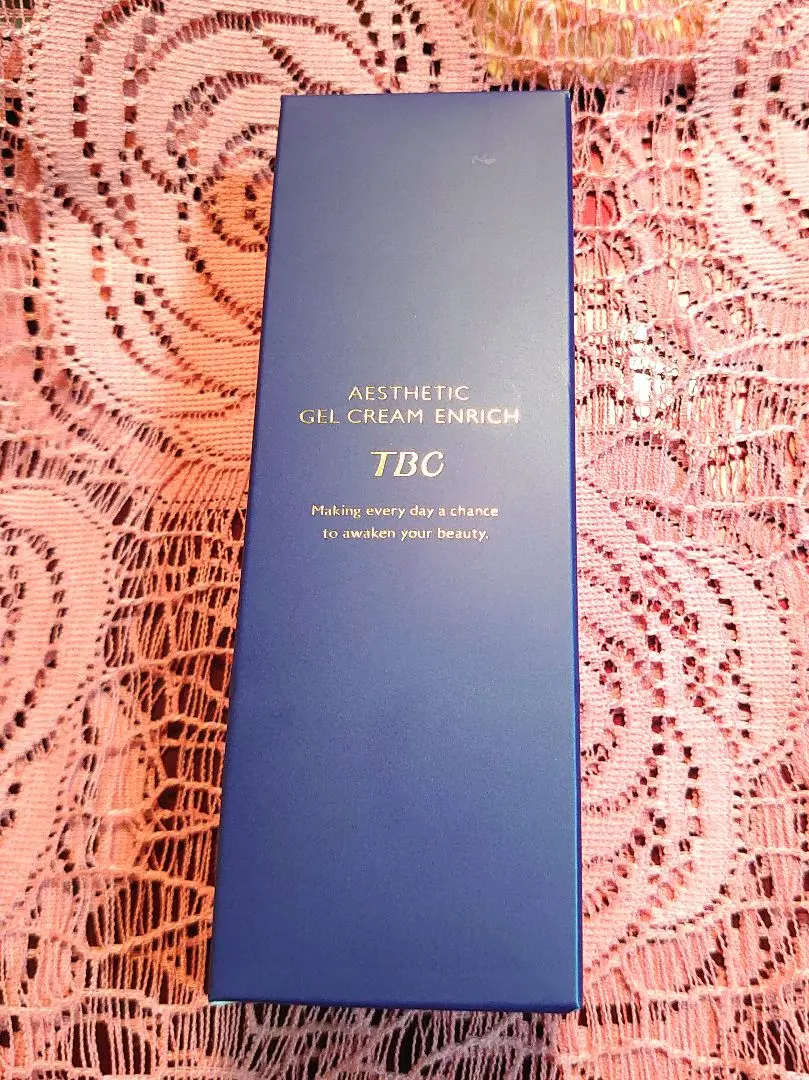 AESTHETIC
GEL CREAM ENRICH
TBC
Making every day a chance
to awaken your beauty.